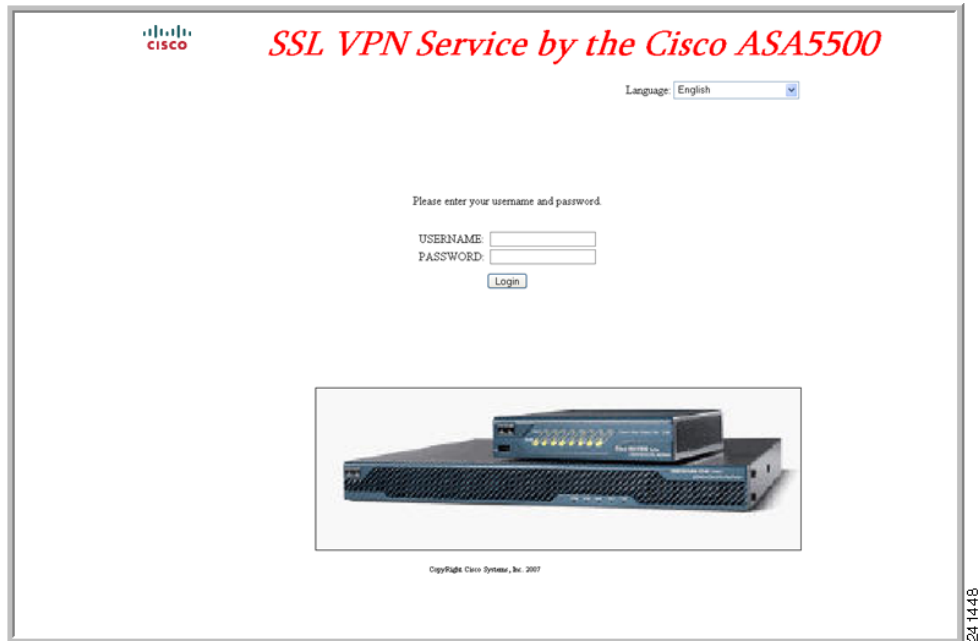 CISCO
SSL VPN Service by the Cisco ASA5500
Language: English
Please enter your username and password.
USERNAME:
PASSWORD:
Login
CopyRight Cisco Systems, Inc. 2007
241448